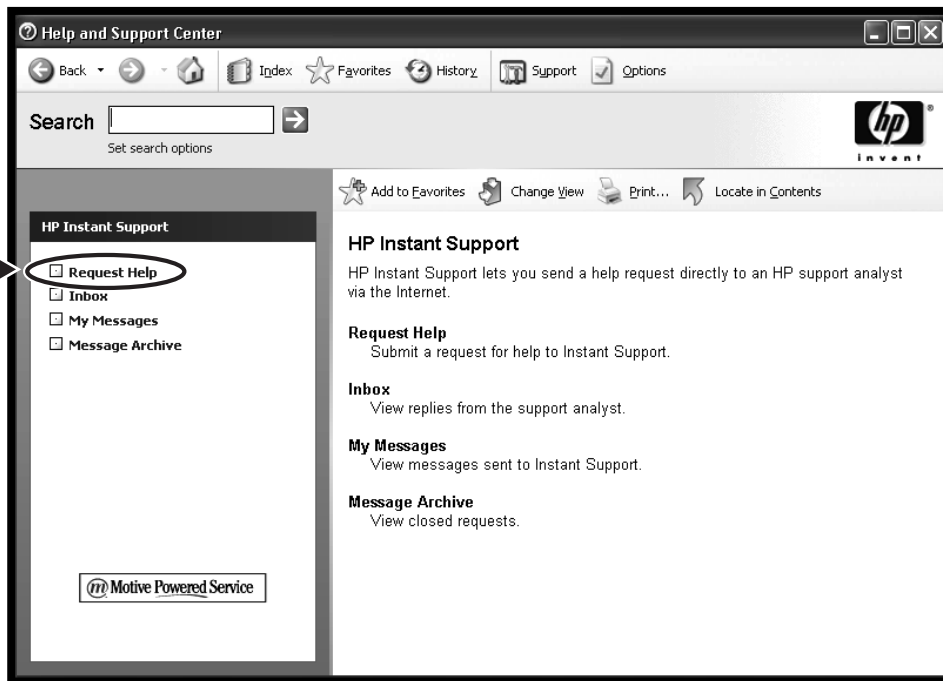 Help and Support Center
Back Index Favorites History Support Options
Search
Set search options
hp
®
invent
Add to Favorites Change View Print... Locate in Contents
HP Instant Support
Request Help
Inbox
My Messages
Message Archive
Motive Powered Service
HP Instant Support
HP Instant Support lets you send a help request directly to an HP support analyst
via the Internet.
Request Help
Submit a request for help to Instant Support.
Inbox
View replies from the support analyst.
My Messages
View messages sent to Instant Support.
Message Archive
View closed requests.